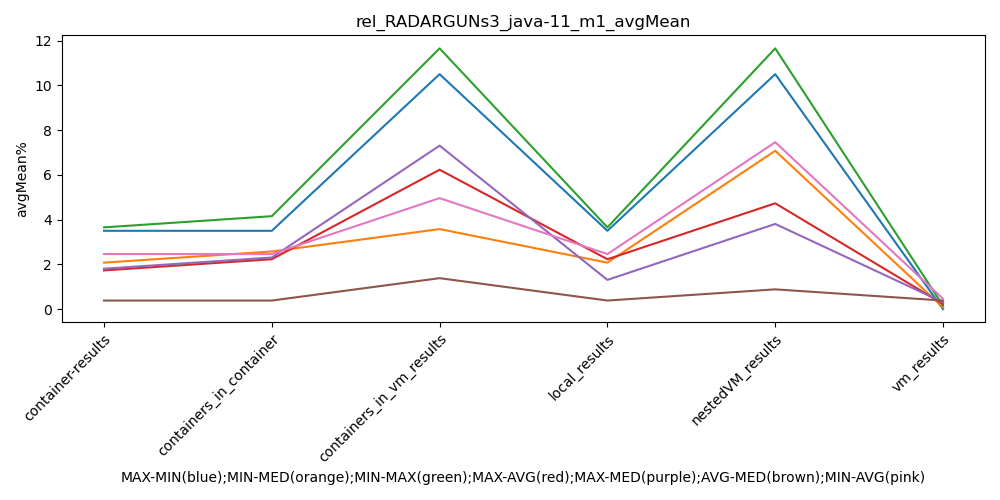 rel_RADARGUNs3_java-11_m1_avgMean
avgMean%
12
10
8
6
4
2
0
container-results
containers_in_container
containers_in_vm_results
local_results
nestedVM_results
vm_results
MAX-MIN(blue);MIN-MED(orange);MIN-MAX(green);MAX-AVG(red);MAX-MED(purple);AVG-MED(brown);MIN-AVG(pink)